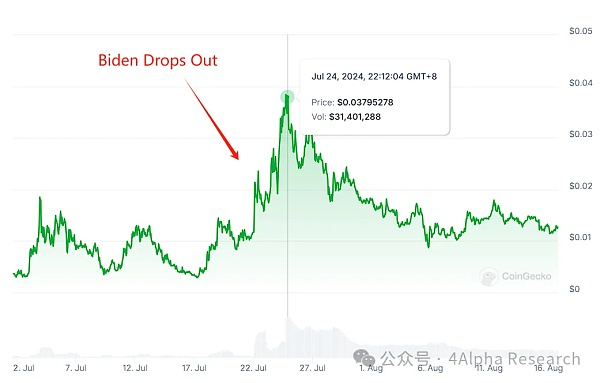 $0.05
Biden Drops Out
Jul 24, 2024, 22:12:04 GMT+8
Price: $0.03795278
Vol: $31,401,288
$0.04
$0.03
$0.02
$0.01
CoinGecko
$0
公众号 · 4Alpha Research
2. Jul 7. Jul 12. Jul 17. Jul 22. Jul 27. Jul 1. Aug 6. Aug 11. Aug 16. Aug